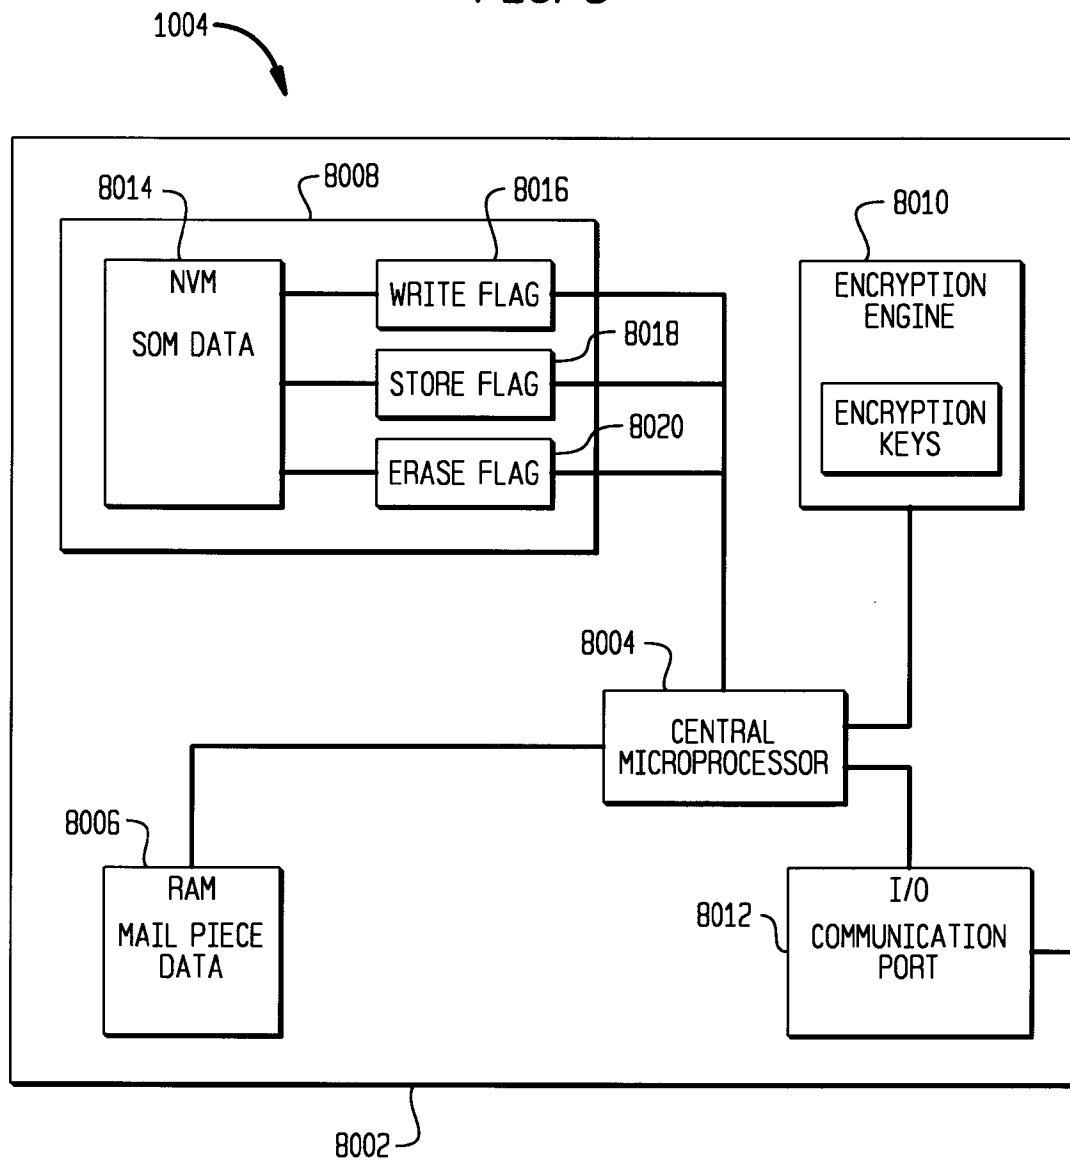 1004
8014
8008
8016
8010
NVM
SOM DATA
WRITE FLAG
8018
STORE FLAG
8020
ERASE FLAG
ENCRYPTION
ENGINE
ENCRYPTION
KEYS
8004
CENTRAL
MICROPROCESSOR
8006
RAM
MAIL PIECE
DATA
8012
I/O
COMMUNICATION
PORT
8002